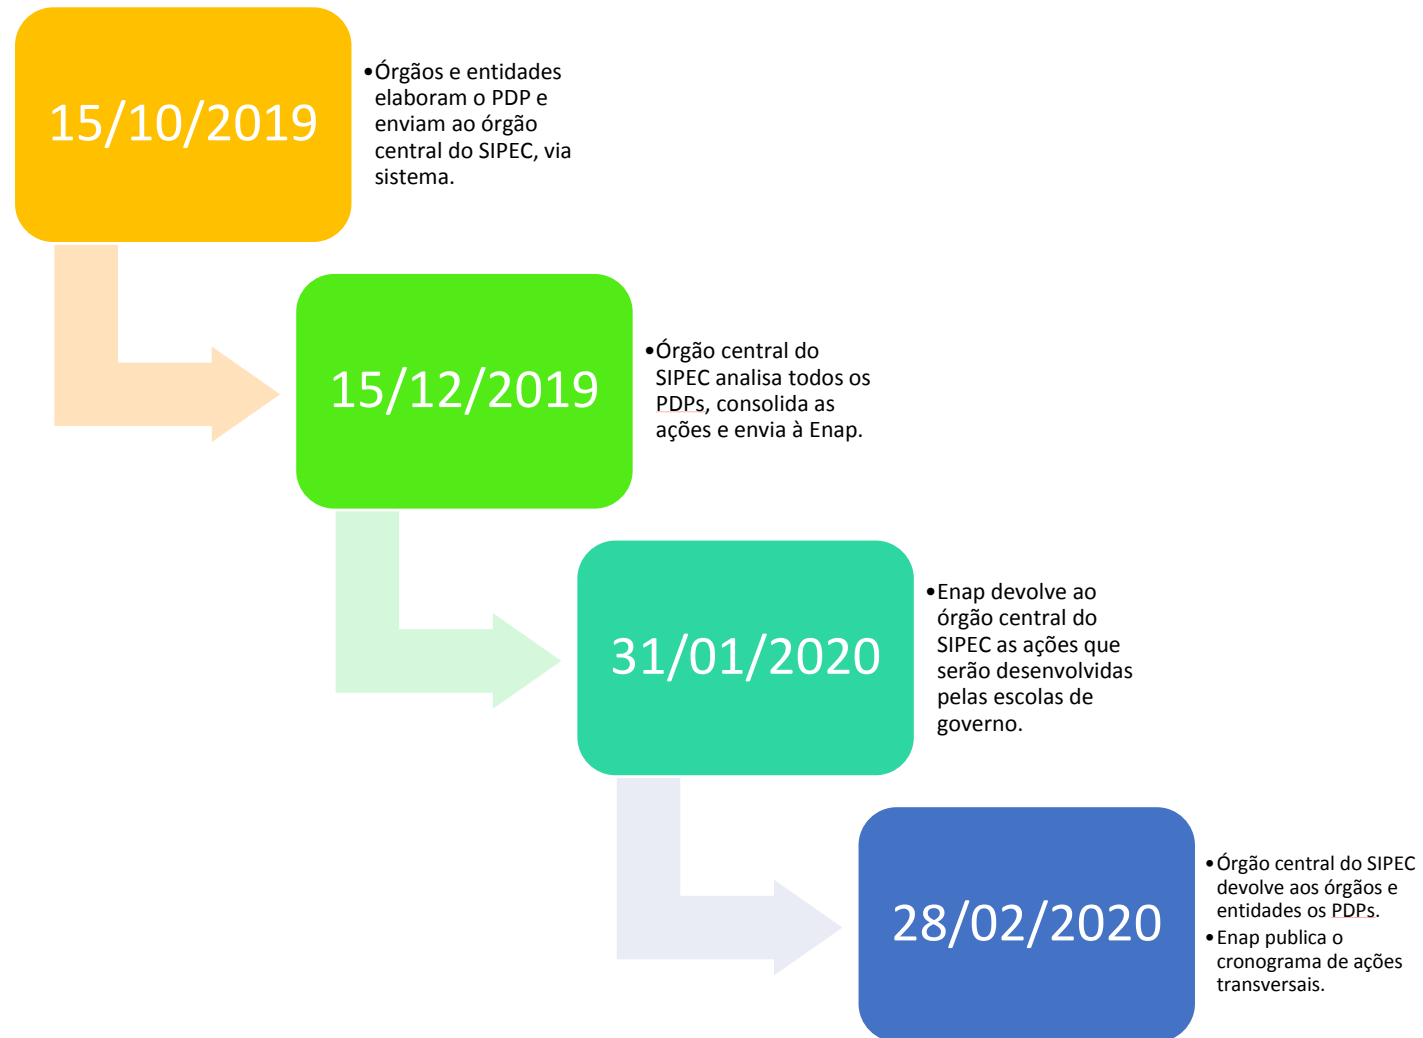 15/10/2019
•Órgãos e entidades
elaboram o PDP e
enviam ao órgão
central do SIPEC, via
sistema.
15/12/2019
•Órgão central do
SIPEC analisa todos os
PDPs, consolida as
ações e envia à Enap.
31/01/2020
•Enap devolve ao
órgão central do
SIPEC as ações que
serão desenvolvidas
pelas escolas de
governo.
28/02/2020
•Órgão central do SIPEC
devolve aos órgãos e
entidades os PDPs.
•Enap publica o
cronograma de ações
transversais.